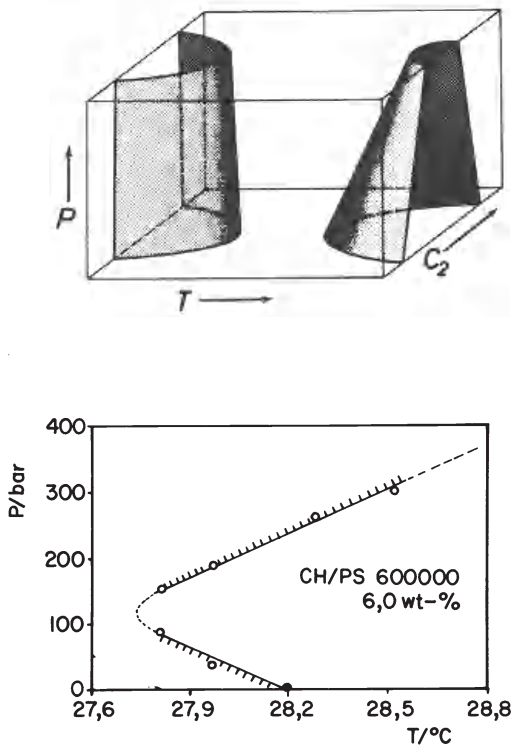 P
T
C₂
400
P/bar
300
200
CH/PS 600000
6,0 wt-%
100
0
27,6 27,9 28,2 28,5 28,8
T/°C